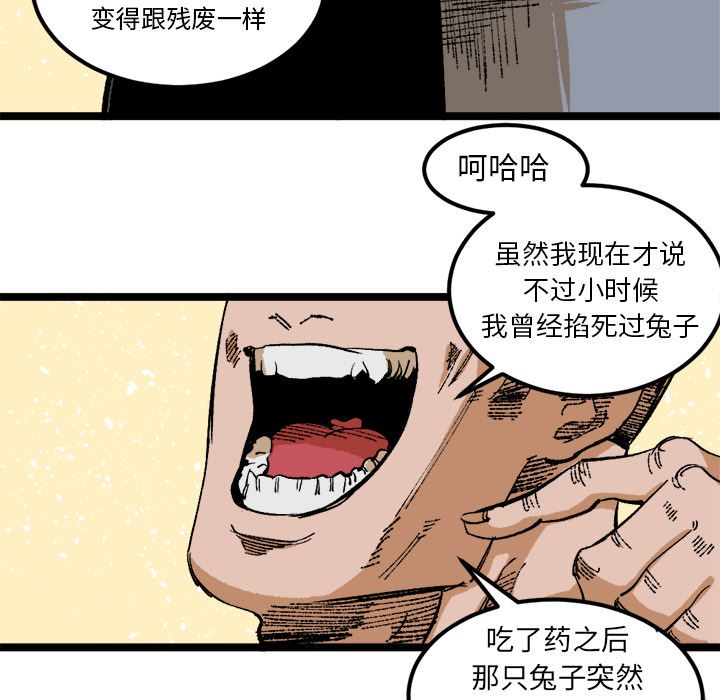 变得跟残废一样
呵哈哈
虽然我现在才说
不过小时候
我曾经掐死过兔子
吃了药之后
那只兔子突然